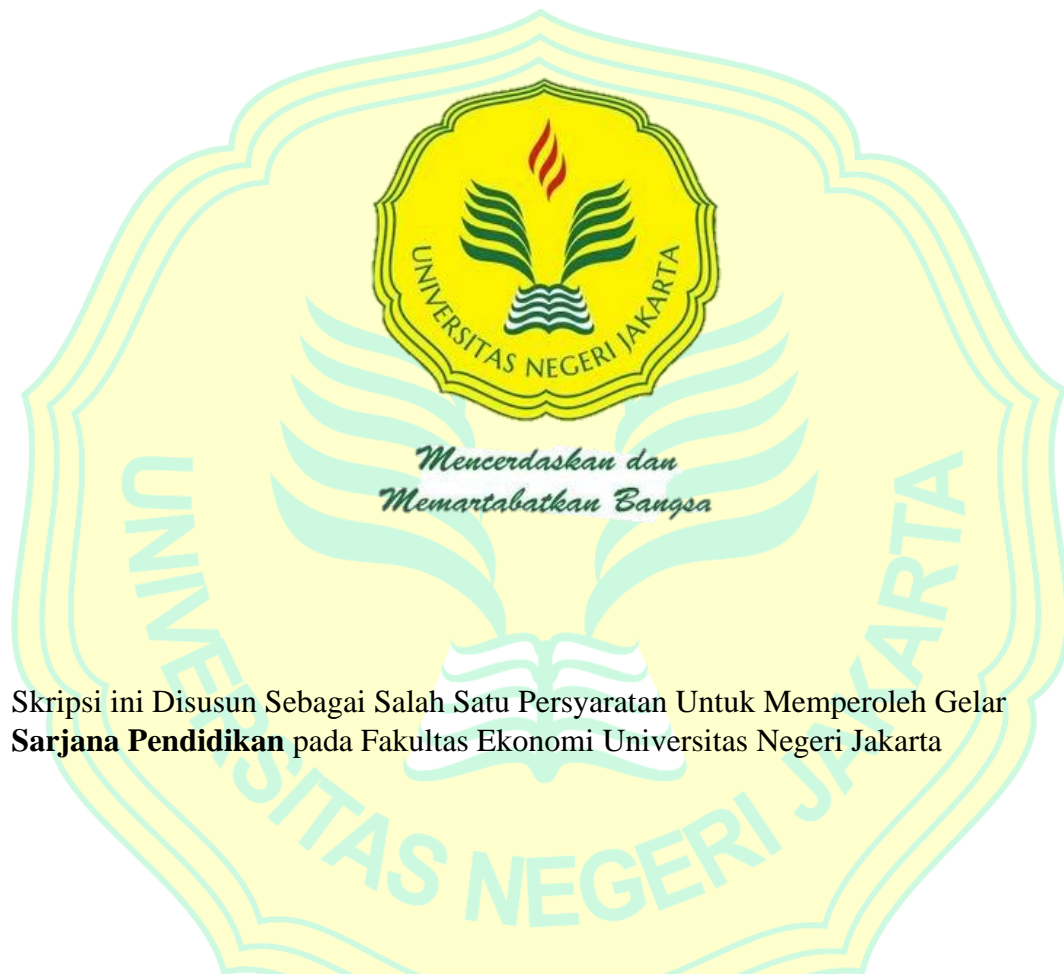 UNIVERSITAS NEGERI JAKARTA
Mencerdaskan dan
Memartabatkan Bangsa
Skripsi ini Disusun Sebagai Salah Satu Persyaratan Untuk Memperoleh Gelar
Sarjana Pendidikan pada Fakultas Ekonomi Universitas Negeri Jakarta
UNIVERSITAS NEGERI JAKARTA